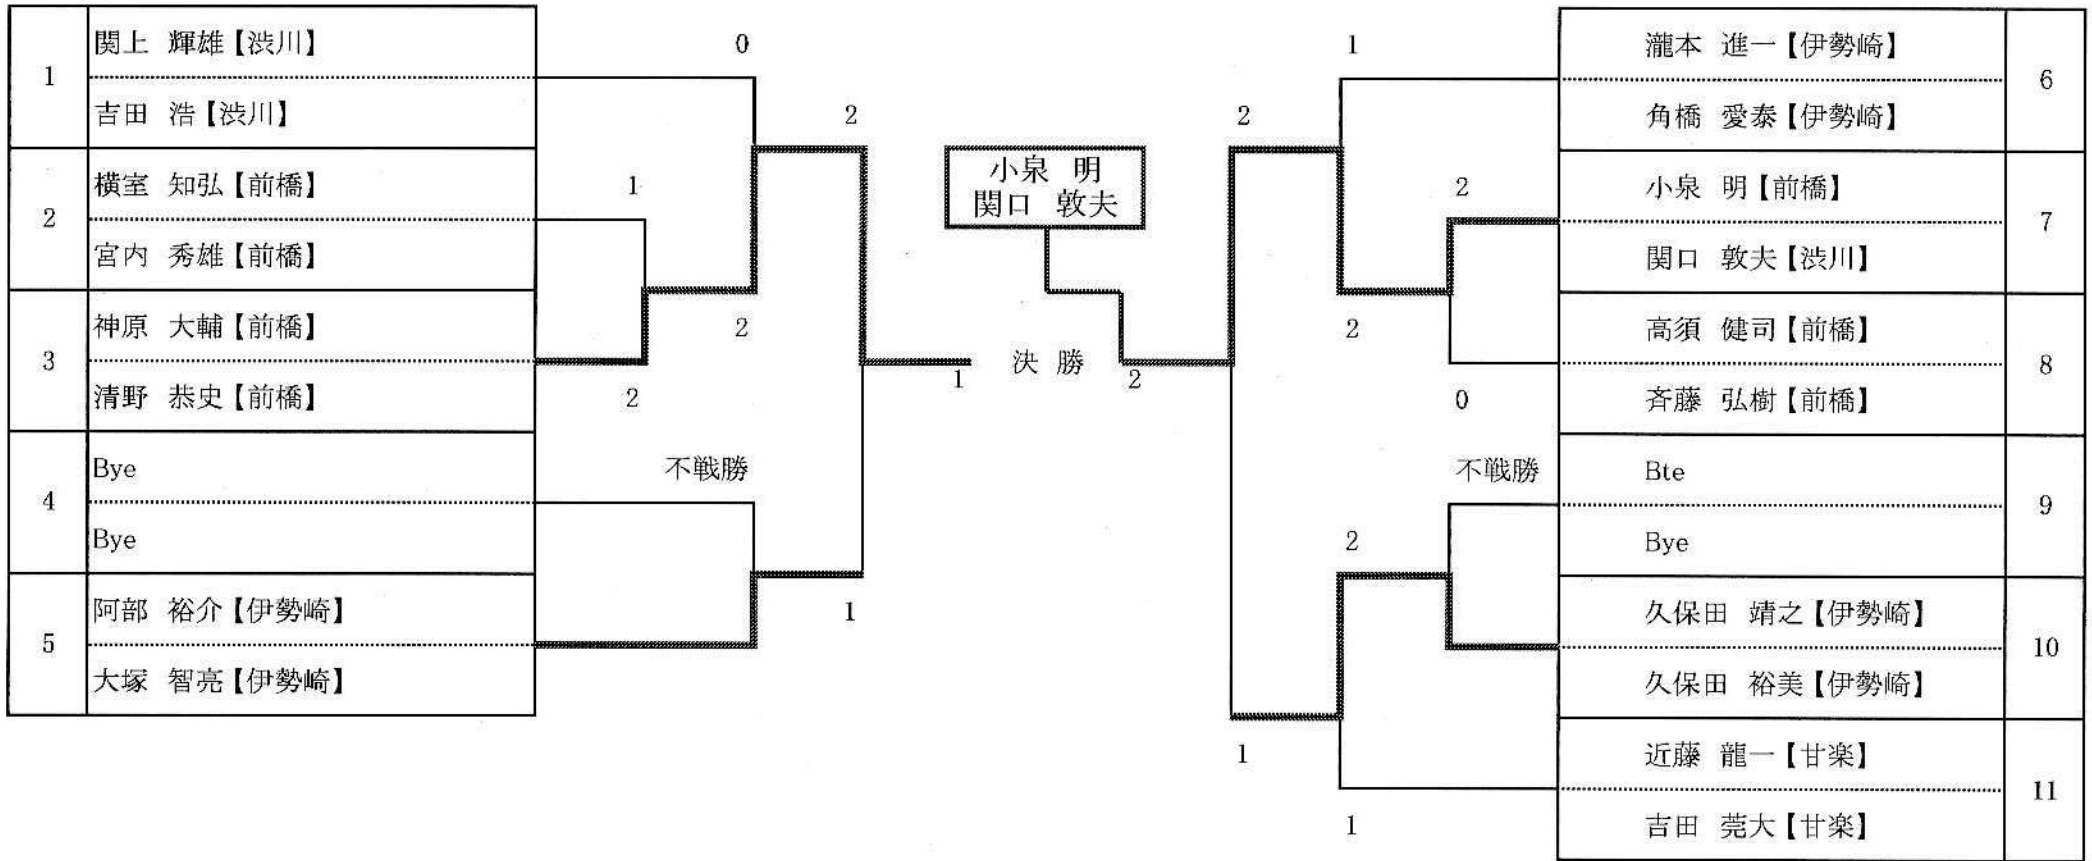 1
関上 輝雄【渋川】
吉田 浩【渋川】
2
横室 知弘【前橋】
宮内 秀雄【前橋】
3
神原 大輔【前橋】
清野 恭史【前橋】
4
Bye
Bye
5
阿部 裕介【伊勢崎】
大塚 智亮【伊勢崎】
0
2
1
2
2
不戦勝
1
小泉 明
関口 敦夫
1 決 勝 2
1
2
2
2
0
不戦勝
2
1
1
瀧本 進一【伊勢崎】
角橋 愛泰【伊勢崎】
6
小泉 明【前橋】
関口 敦夫【渋川】
7
高須 健司【前橋】
斉藤 弘樹【前橋】
8
Bte
Bye
9
久保田 靖之【伊勢崎】
久保田 裕美【伊勢崎】
10
近藤 龍一【甘楽】
吉田 莞大【甘楽】
11